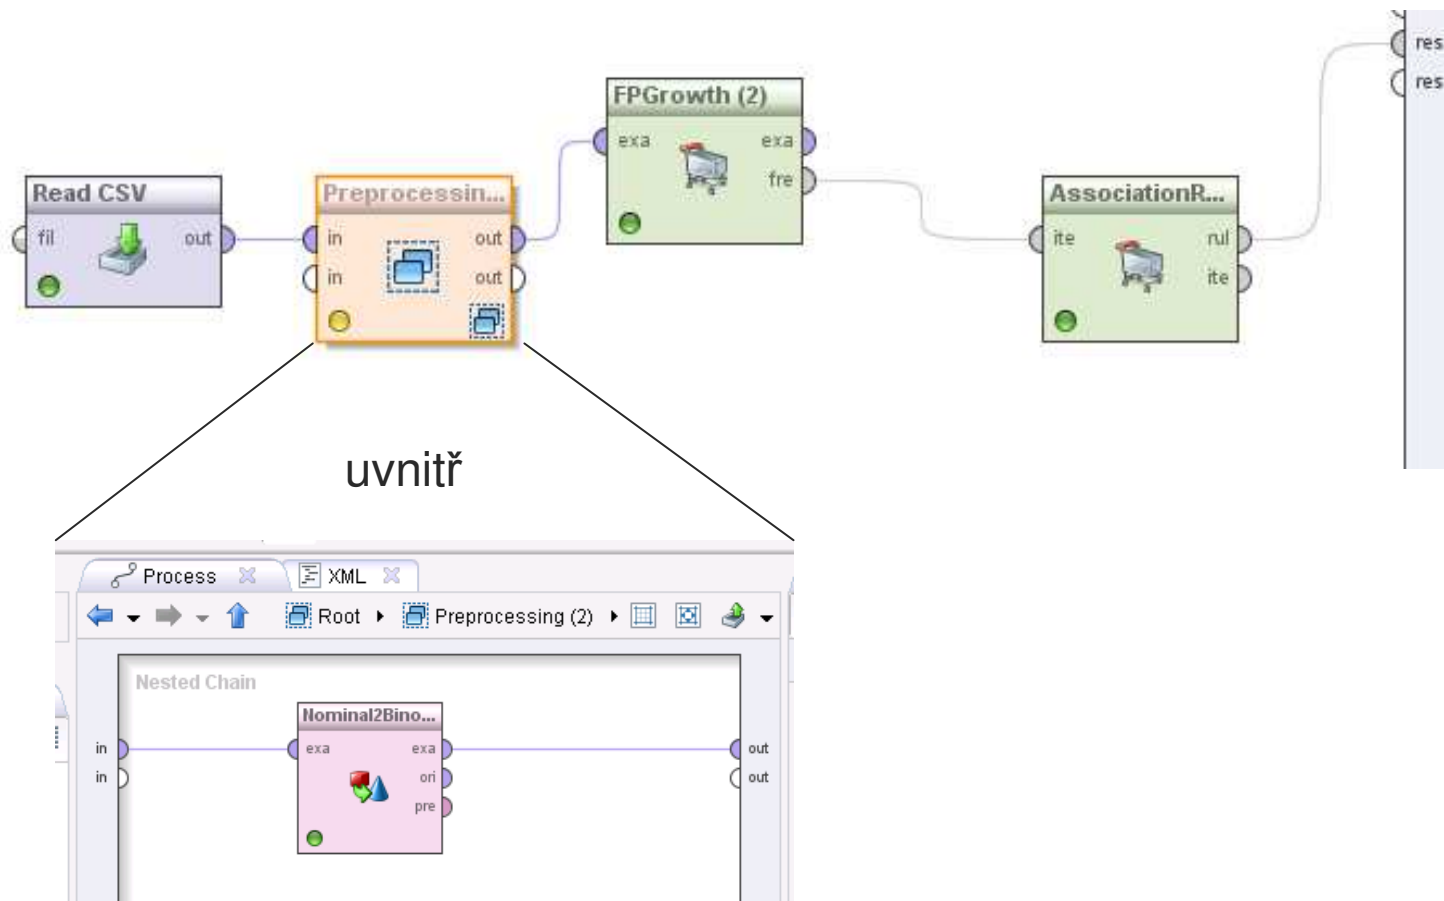 res
res
FPGrowth (2)
exa exa
fre
Read CSV
fil out
Preprocessin...
in out
in out
AssociationR...
ite rul
ite
uvnitř
Process XML
Root Preprocessing (2)
Nested Chain
Nominal2Bino...
in exa exa out
in ori out
pre